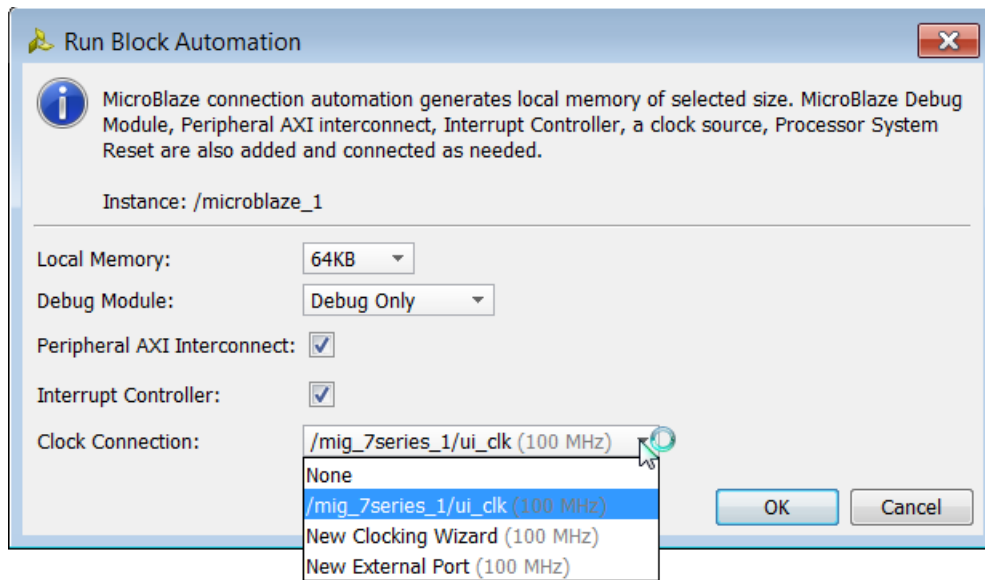 Run Block Automation
MicroBlaze connection automation generates local memory of selected size. MicroBlaze Debug
Module, Peripheral AXI interconnect, Interrupt Controller, a clock source, Processor System
Reset are also added and connected as needed.
Instance: /microblaze_1
Local Memory: 64KB
Debug Module: Debug Only
Peripheral AXI Interconnect:
Interrupt Controller:
Clock Connection: /mig_7series_1/ui_clk (100 MHz)
None
/mig_7series_1/ui_clk (100 MHz)
New Clocking Wizard (100 MHz)
New External Port (100 MHz)
OK Cancel